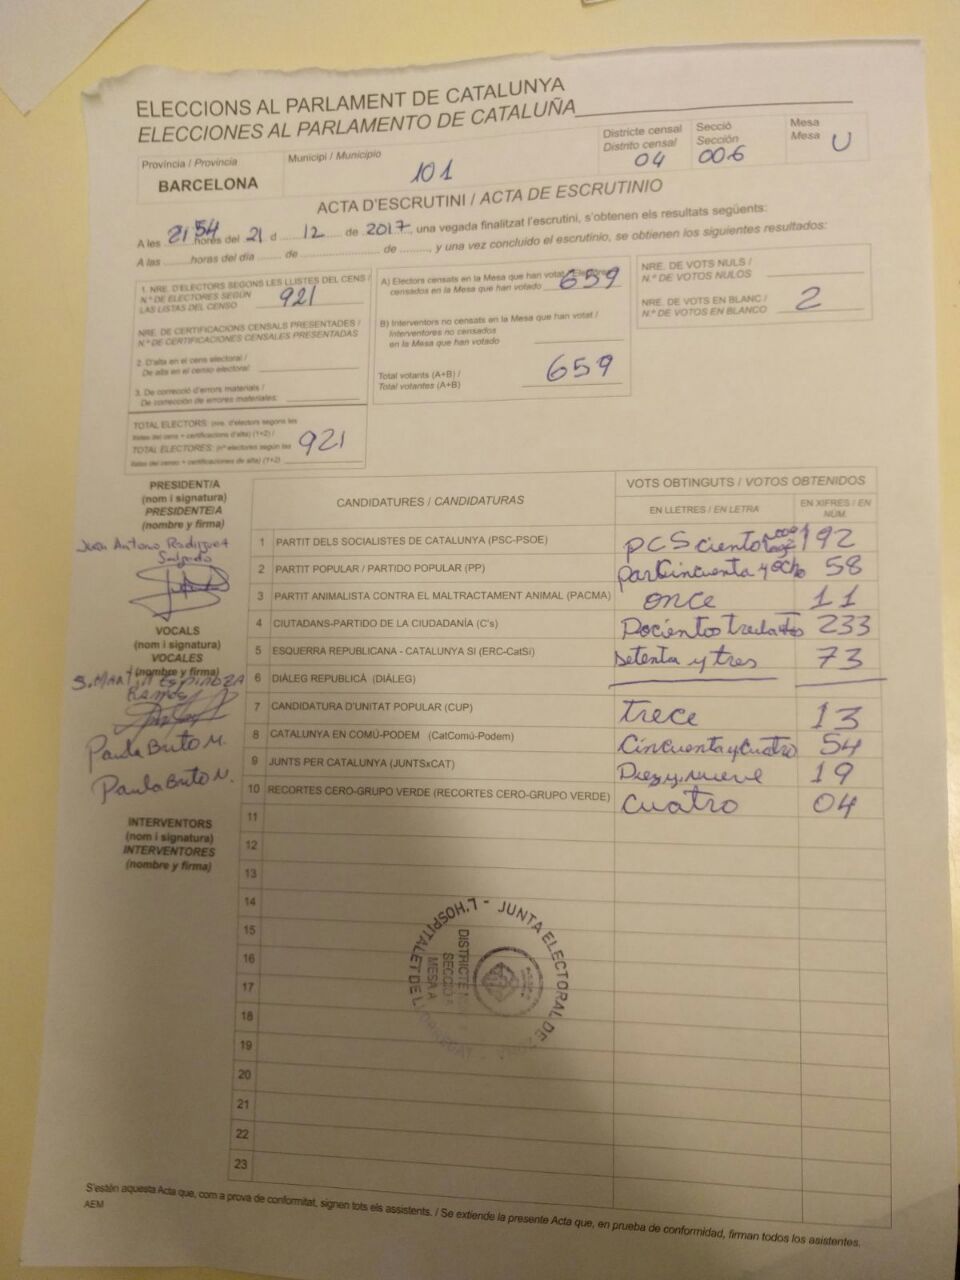 ELECCIONS AL PARLAMENT DE CATALUNYA
ELECCIONES AL PARLAMENTO DE CATALUÑA
Província / Provincia
BARCELONA
Municipi / Municipio
101
Districte censal
Distrito censal
04
Secció
Sección
006
Mesa
Mesa
U
ACTA D'ESCRUTINI / ACTA DE ESCRUTINIO
A les 21 54 hores del 21 d 12 de 2017, una vegada finalitzat l'escrutini, s'obtenen els resultats següents:
A las ......horas del día ...... de ............ de ........, y una vez concluido el escrutinio, se obtienen los siguientes resultados:
1. NRE. D'ELECTORS SEGONS LES LLISTES DEL CENS /
N.º DE ELECTORES SEGÚN
LAS LISTAS DEL CENSO 921
NRE. DE CERTIFICACIONS CENSALS PRESENTADES /
N.º DE CERTIFICACIONES CENSALES PRESENTADAS
2. D'alta en el cens electoral /
De alta en el censo electoral
3. De correcció d'errors materials /
De corrección de errores materiales:
TOTAL ELECTORS: (nre. d'electors segons les
llistes del cens + certificacions d'alta) (1+2) /
TOTAL ELECTORES: (nº electores según las
listas del censo + certificaciones de alta) (1+2) 921
A) Electors censats en la Mesa que han votat / Electores
censados en la Mesa que han votado 659
B) Interventors no censats en la Mesa que han votat /
Interventores no censados
en la Mesa que han votado
Total votants (A+B) /
Total votantes (A+B) 659
NRE. DE VOTS NULS /
N.º DE VOTOS NULOS
NRE. DE VOTS EN BLANC /
N.º DE VOTOS EN BLANCO 2
PRESIDENT/A
(nom i signatura)
PRESIDENTE/A
(nombre y firma)
Juan Antonio Rodriguez
Salgado
VOCALS
(nom i signatura)
VOCALES
(nombre y firma)
ESPINOZA
Ramos
Paula Brito M.
Paula Brito M.
INTERVENTORS
(nom i signatura)
INTERVENTORES
(nombre y firma)
CANDIDATURES / CANDIDATURAS
VOTS OBTINGUTS / VOTOS OBTENIDOS
EN LLETRES / EN LETRA
EN XIFRES / EN NÚM.
1 PARTIT DELS SOCIALISTES DE CATALUNYA (PSC-PSOE) PCS ciento 192
2 PARTIT POPULAR / PARTIDO POPULAR (PP) Cincuenta y ocho 58
3 PARTIT ANIMALISTA CONTRA EL MALTRACTAMENT ANIMAL (PACMA) once 11
4 CIUTADANS-PARTIDO DE LA CIUDADANÍA (C's) Docientos 233
5 ESQUERRA REPUBLICANA - CATALUNYA SÍ (ERC-CatSí) Setenta y tres 73
6 DIÀLEG REPUBLICÀ (DIÀLEG)
7 CANDIDATURA D'UNITAT POPULAR (CUP) trece 13
8 CATALUNYA EN COMÚ-PODEM (CatComú-Podem) Cincuenta y cuatro 54
9 JUNTS PER CATALUNYA (JUNTSxCAT) Diez y nueve 19
10 RECORTES CERO-GRUPO VERDE (RECORTES CERO-GRUPO VERDE) cuatro 04
11
12
13
14
15
16
17
18
19
20
21
22
23
JUNTA ELECTORAL DE ZONA - L'HOSPITALET DE LLOBREGAT -
DISTRICTE
SECCIÓ
MESA A
S'estén aquesta Acta que, com a prova de conformitat, signen tots els assistents. / Se extiende la presente Acta que, en prueba de conformidad, firman todos los asistentes.
AEM